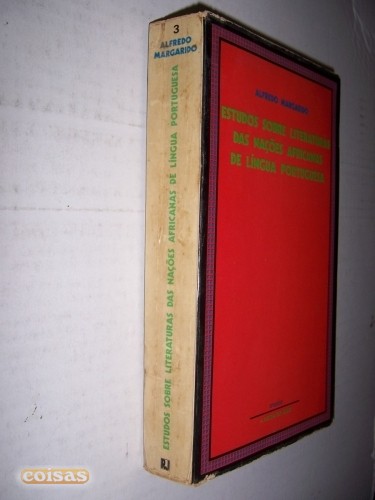 3
ALFREDO
MARGARIDO
ESTUDOS SOBRE LITERATURAS DAS NAÇÕES AFRICANAS DE LÍNGUA PORTUGUESA
ALFREDO MARGARIDO
ESTUDOS SOBRE LITERATURAS
DAS NAÇÕES AFRICANAS
DE LÍNGUA PORTUGUESA
coisas